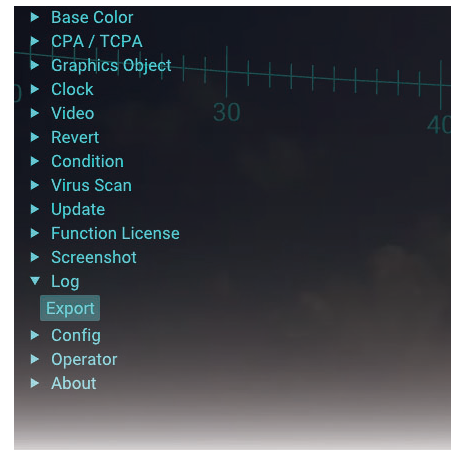 Base Color
CPA / TCPA
Graphics Object
Clock
Video
30
40
Revert
Condition
Virus Scan
Update
Function License
Screenshot
Log
Export
Config
Operator
About